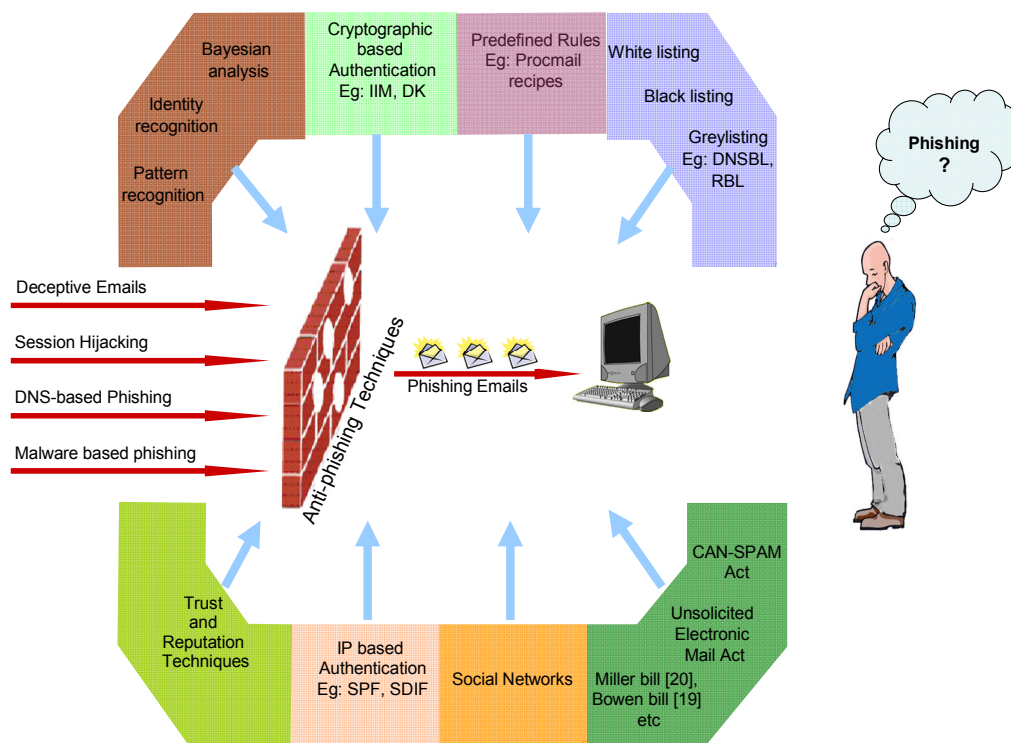 Bayesian
analysis
Identity
recognition
Pattern
recognition
Cryptographic
based
Authentication
Eg: IIM, DK
Predefined Rules
Eg: Procmail
recipes
White listing
Black listing
Greylisting
Eg: DNSBL,
RBL
Phishing
?
Deceptive Emails
Session Hijacking
DNS-based Phishing
Malware based phishing
Anti-phishing Techniques
Phishing Emails
Trust
and
Reputation
Techniques
IP based
Authentication
Eg: SPF, SDIF
Social Networks
CAN-SPAM
Act
Unsolicited
Electronic
Mail Act
Miller bill [20],
Bowen bill [19]
etc